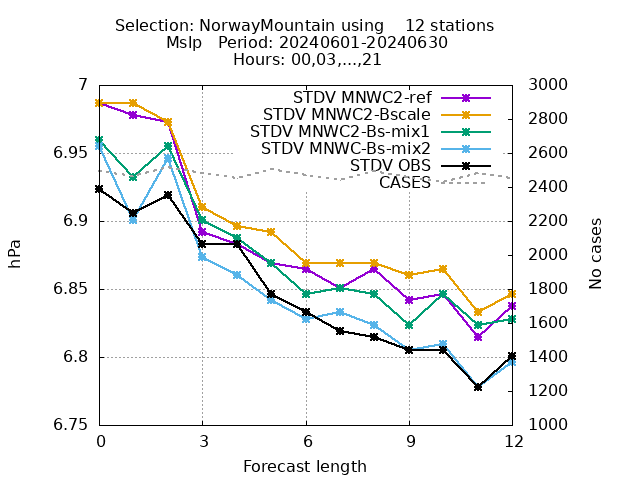 Selection: NorwayMountain using    12 stations
Mslp   Period: 20240601-20240630
Hours: 00,03,...,21
7
6.95
6.9
6.85
6.8
6.75
hPa
3000
2800
2600
2400
2200
2000
1800
1600
1400
1200
1000
No cases
STDV MNWC2-ref
STDV MNWC2-Bscale
STDV MNWC2-Bs-mix1
STDV MNWC-Bs-mix2
STDV OBS
CASES
0 3 6 9 12
Forecast length